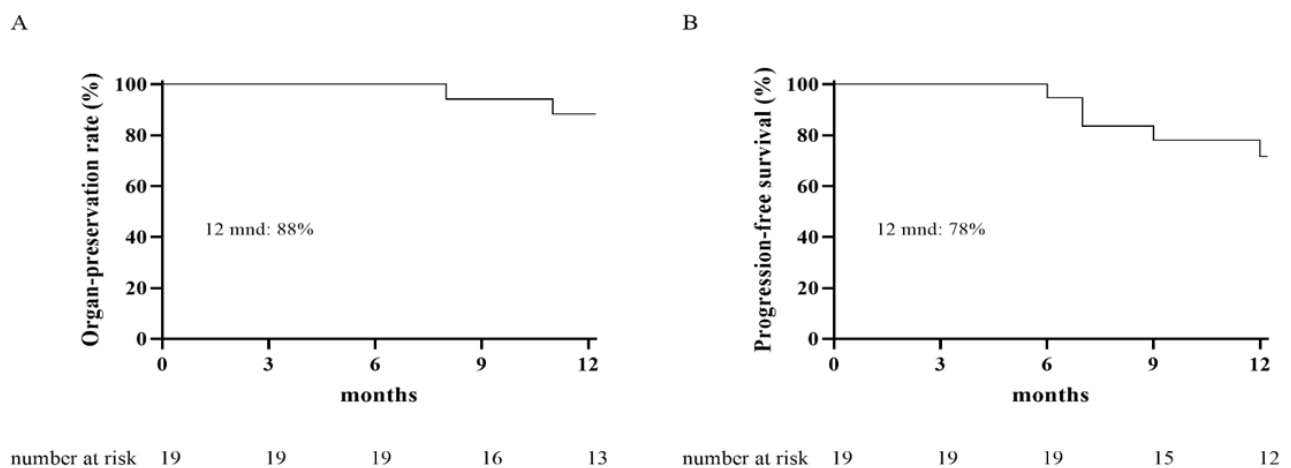 A
Organ-preservation rate (%)
100
80
60
40
20
0
12 mnd: 88%
0 3 6 9 12
months
number at risk 19 19 19 16 13
B
Progression-free survival (%)
100
80
60
40
20
0
12 mnd: 78%
0 3 6 9 12
months
number at risk 19 19 19 15 12